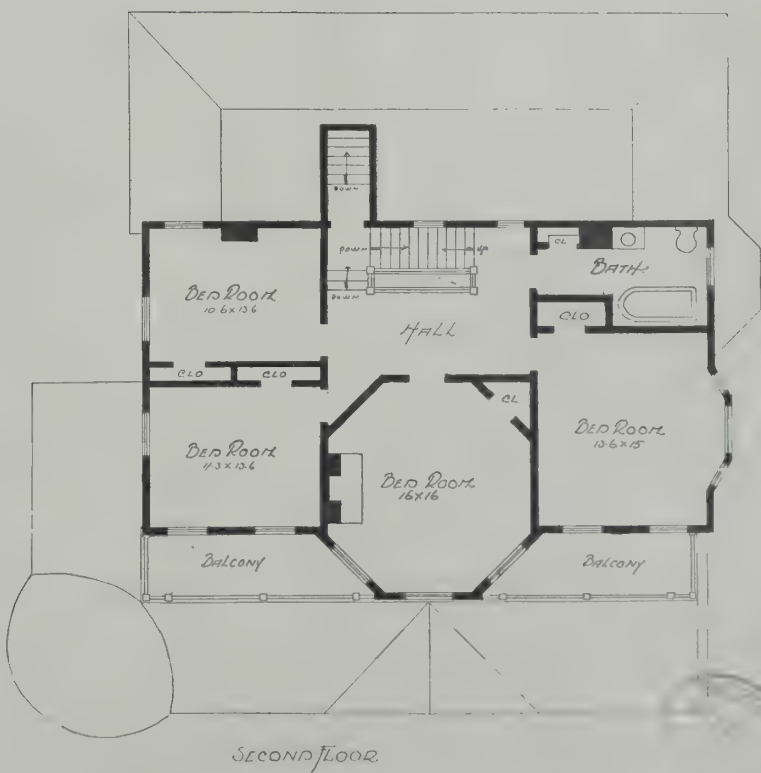 DOWN
DOWN
UP
DOWN
CL
BATH
BED ROOM
10·6 x 13·6
CLO
HALL
CLO
CLO
CL
BED ROOM
11·3 x 13·6
BED ROOM
16 x 16
BED ROOM
13·6 x 15
BALCONY
BALCONY
SECOND FLOOR